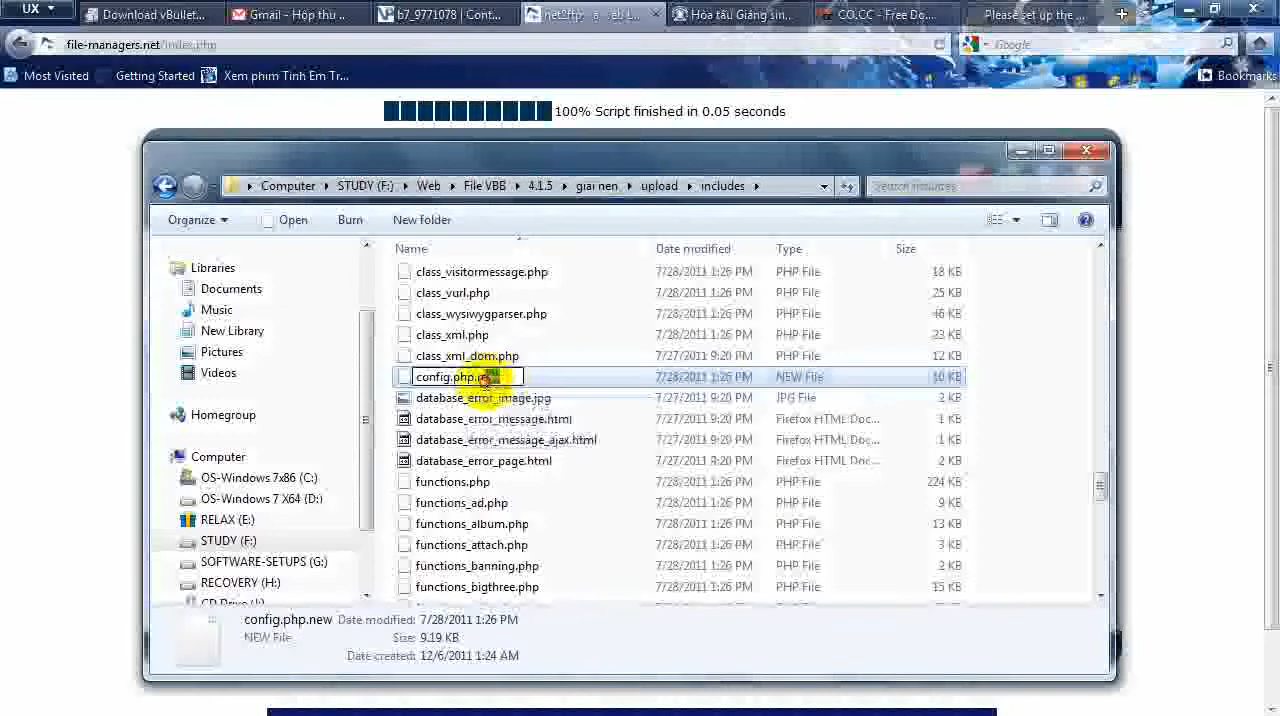 UX
Download vBullet...
Gmail - Hộp thư ...
b7_9771078 | Cont...
Hòa tấu Giáng sin...
CO.CC - Free Do...
Please set up the ...
file-managers.net/index.php
Google
Most Visited
Getting Started
Xem phim Tinh Em Tr...
Bookmarks
100% Script finished in 0.05 seconds
Computer
STUDY (F:)
Web
File VBB
4.1.5
giai nen
upload
includes
Search includes
Organize
Open
Burn
New folder
Name
Date modified
Type
Size
Libraries
Documents
Music
New Library
Pictures
Videos
Homegroup
Computer
OS-Windows 7x86 (C:)
OS-Windows 7 X64 (D:)
RELAX (E:)
STUDY (F:)
SOFTWARE-SETUPS (G:)
RECOVERY (H:)
class_visitormessage.php 7/28/2011 1:26 PM PHP File 18 KB
class_vurl.php 7/28/2011 1:26 PM PHP File 25 KB
class_wysiwygparser.php 7/28/2011 1:26 PM PHP File 46 KB
class_xml.php 7/28/2011 1:26 PM PHP File 23 KB
class_xml_dom.php 7/27/2011 9:20 PM PHP File 12 KB
config.php.n 7/28/2011 1:26 PM NEW File 10 KB
database_error_image.jpg 7/27/2011 9:20 PM JPG File 2 KB
database_error_message.html 7/27/2011 9:20 PM Firefox HTML Doc... 1 KB
database_error_message_ajax.html 7/27/2011 9:20 PM Firefox HTML Doc... 1 KB
database_error_page.html 7/27/2011 9:20 PM Firefox HTML Doc... 2 KB
functions.php 7/28/2011 1:26 PM PHP File 224 KB
functions_ad.php 7/28/2011 1:26 PM PHP File 9 KB
functions_album.php 7/28/2011 1:26 PM PHP File 13 KB
functions_attach.php 7/28/2011 1:26 PM PHP File 3 KB
functions_banning.php 7/28/2011 1:26 PM PHP File 2 KB
functions_bigthree.php 7/28/2011 1:26 PM PHP File 15 KB
config.php.new Date modified: 7/28/2011 1:26 PM
NEW File Size: 9.19 KB
Date created: 12/6/2011 1:24 AM